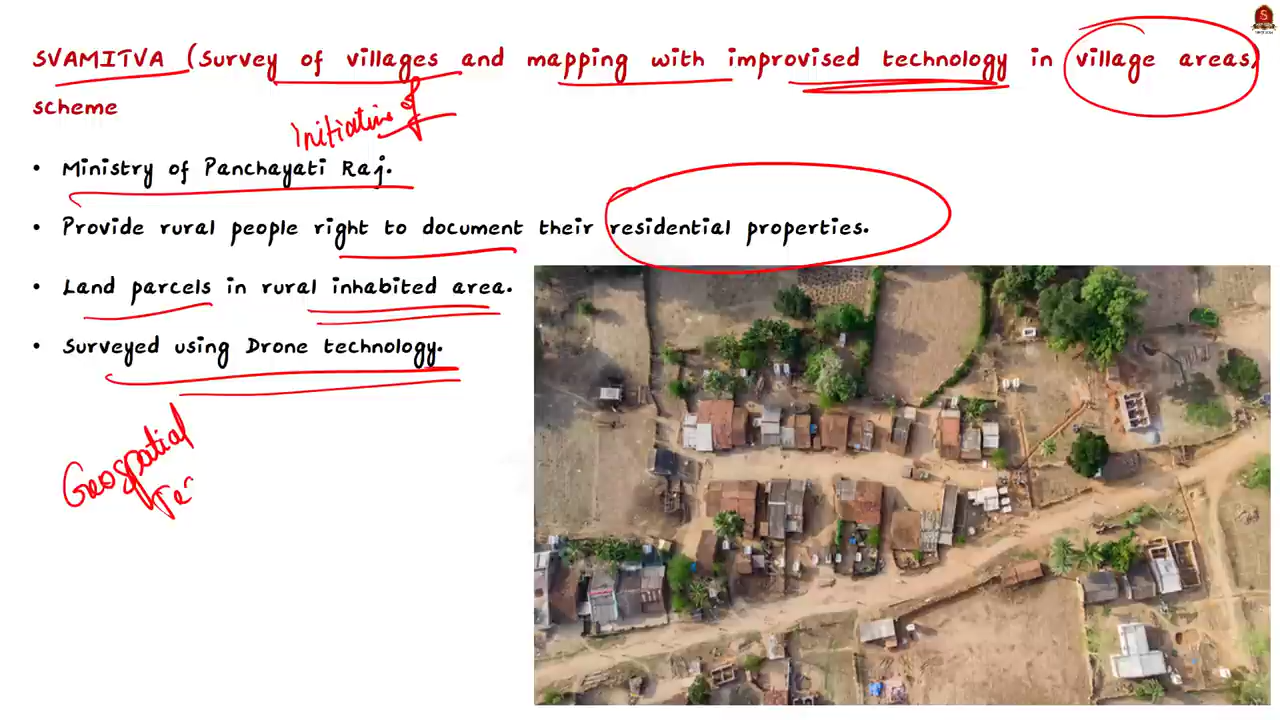 SVAMITVA (Survey of villages and mapping with improvised technology in village areas)
scheme
Initiative of
• Ministry of Panchayati Raj.
• Provide rural people right to document their residential properties.
• Land parcels in rural inhabited area.
• Surveyed using Drone technology.
Geospatial
Te